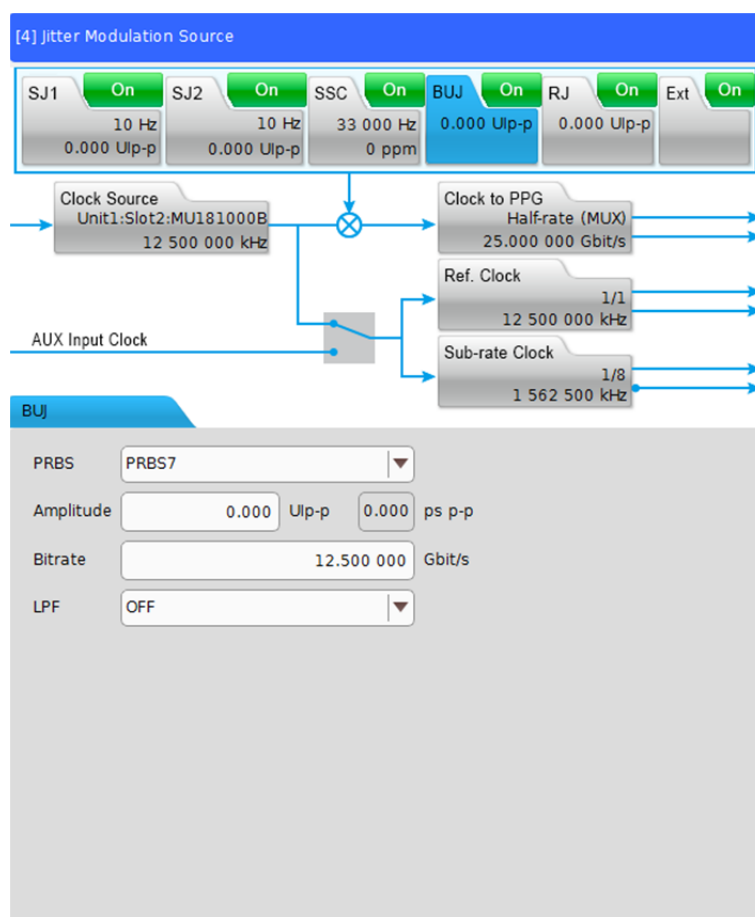 [4] Jitter Modulation Source
SJ1 On SJ2 On SSC On BUJ On RJ On Ext On
10 Hz 10 Hz 33 000 Hz 0.000 UIp-p 0.000 UIp-p
0.000 UIp-p 0.000 UIp-p 0 ppm
Clock Source
Unit1:Slot2:MU181000B
12 500 000 kHz
Clock to PPG
Half-rate (MUX)
25.000 000 Gbit/s
Ref. Clock
1/1
12 500 000 kHz
AUX Input Clock
Sub-rate Clock
1/8
1 562 500 kHz
BUJ
PRBS PRBS7
Amplitude 0.000 UIp-p 0.000 ps p-p
Bitrate 12.500 000 Gbit/s
LPF OFF